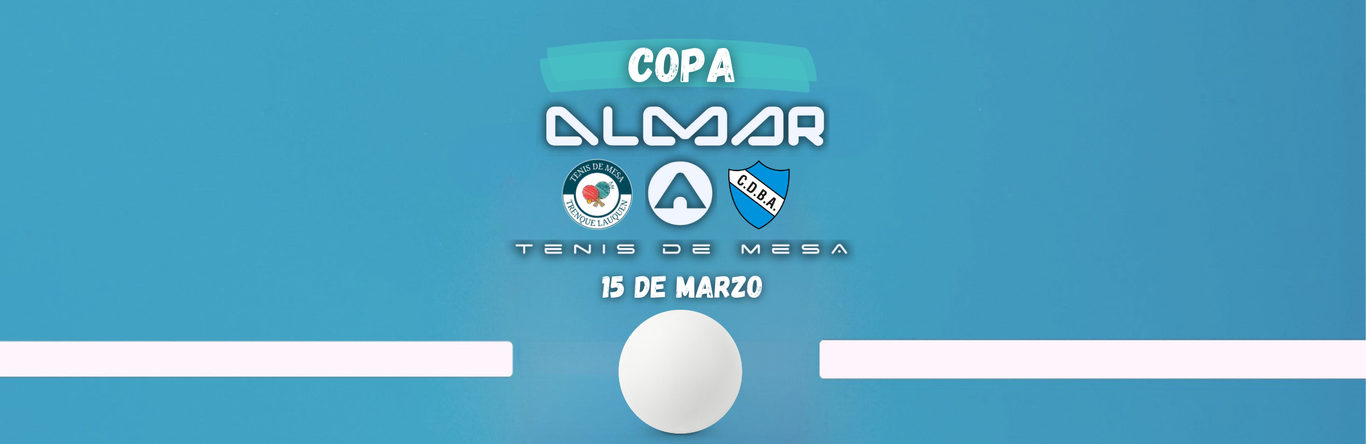 COPA
ALMAR
TENIS DE MESA
TRENQUE LAUQUEN
C.D.B.A.
TENIS DE MESA
15 DE MARZO